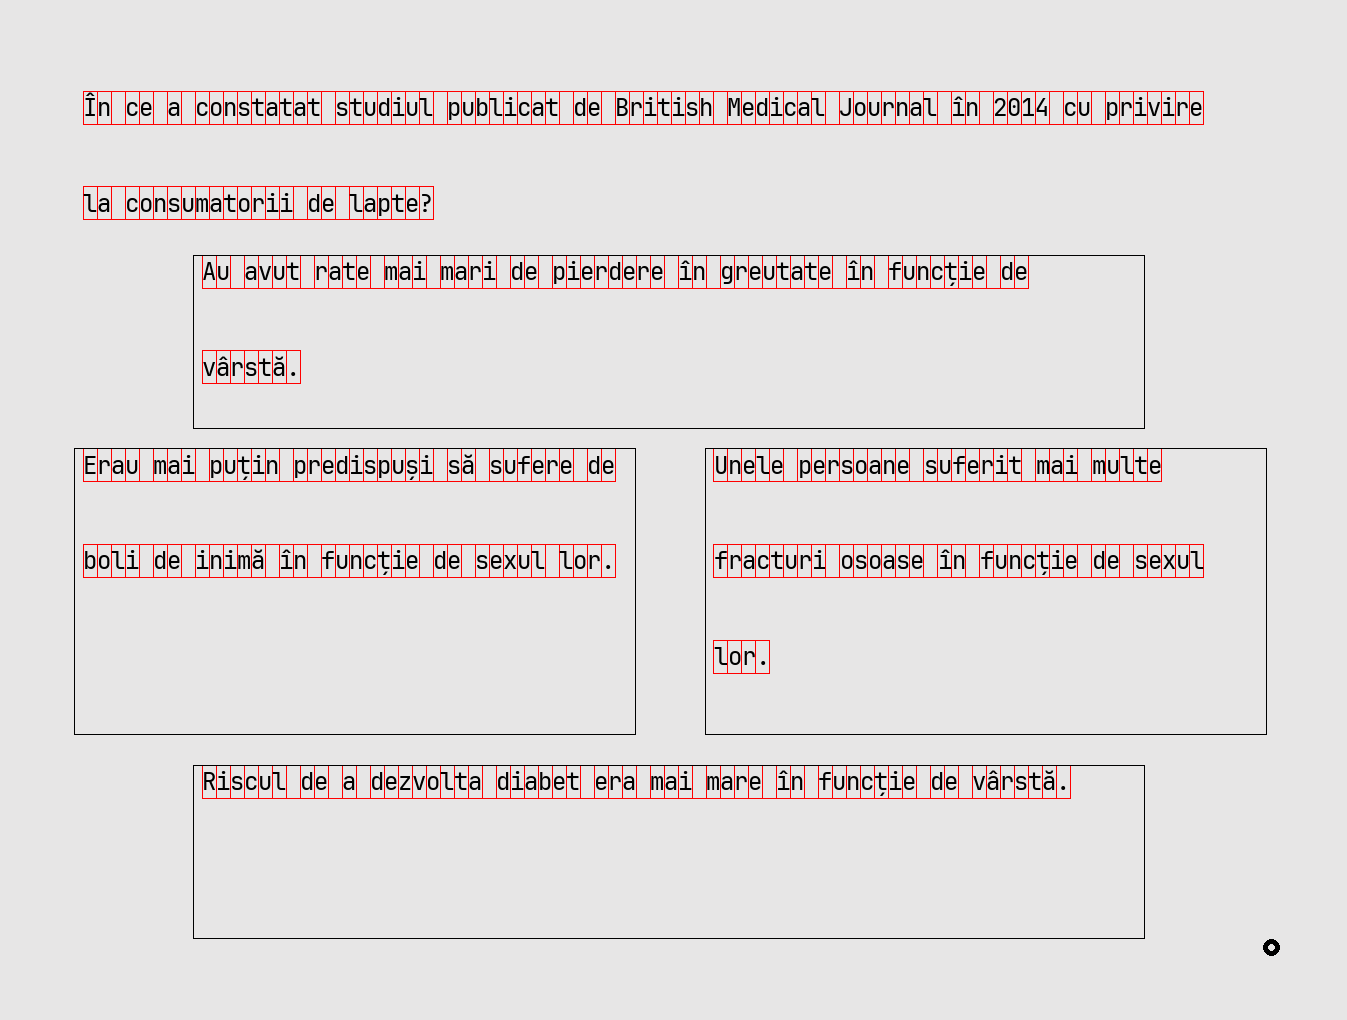 În ce a constatat studiul publicat de British Medical Journal în 2014 cu privire
la consumatorii de lapte?
Au avut rate mai mari de pierdere în greutate în funcție de
vârstă.
Erau mai puțin predispuși să sufere de
boli de inimă în funcție de sexul lor.
Unele persoane suferit mai multe
fracturi osoase în funcție de sexul
lor.
Riscul de a dezvolta diabet era mai mare în funcție de vârstă.